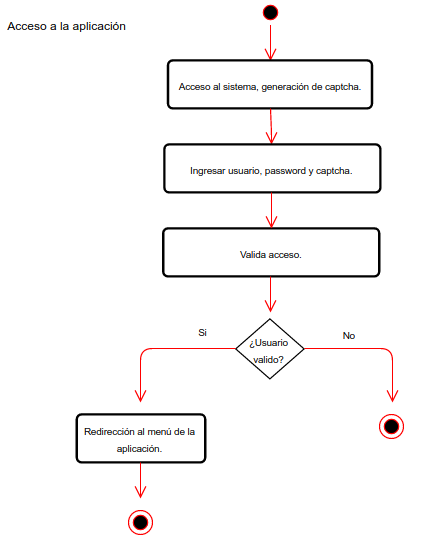 Acceso a la aplicación
Acceso al sistema, generación de captcha.
Ingresar usuario, password y captcha.
Valida acceso.
¿Usuario
valido?
Si
No
Redirección al menú de la
aplicación.